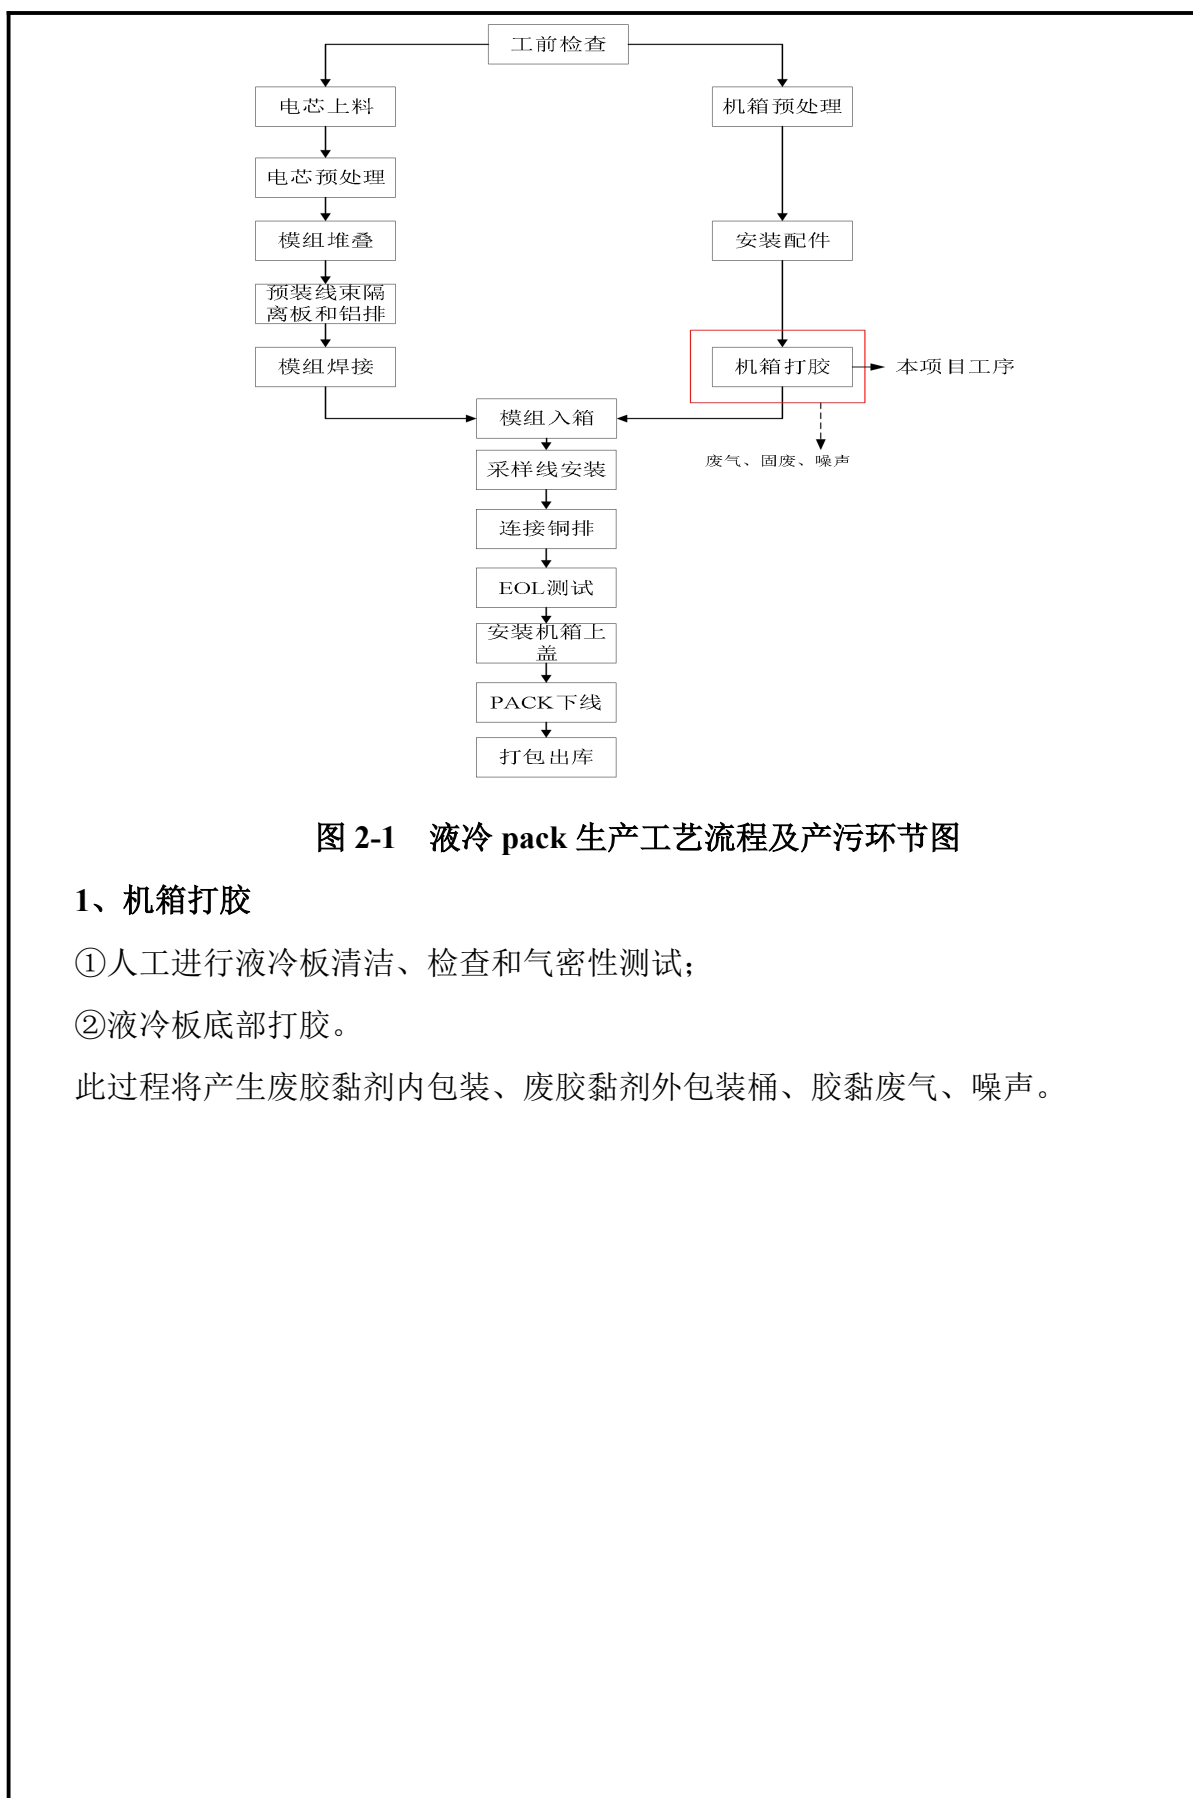 工前检查
电芯上料
机箱预处理
电芯预处理
模组堆叠
安装配件
预装线束隔
离板和铝排
模组焊接
机箱打胶
本项目工序
模组入箱
废气、固废、噪声
采样线安装
连接铜排
EOL测试
安装机箱上
盖
PACK下线
打包出库
图 2-1 液冷 pack 生产工艺流程及产污环节图
1、机箱打胶
①人工进行液冷板清洁、检查和气密性测试；
②液冷板底部打胶。
此过程将产生废胶黏剂内包装、废胶黏剂外包装桶、胶黏废气、噪声。